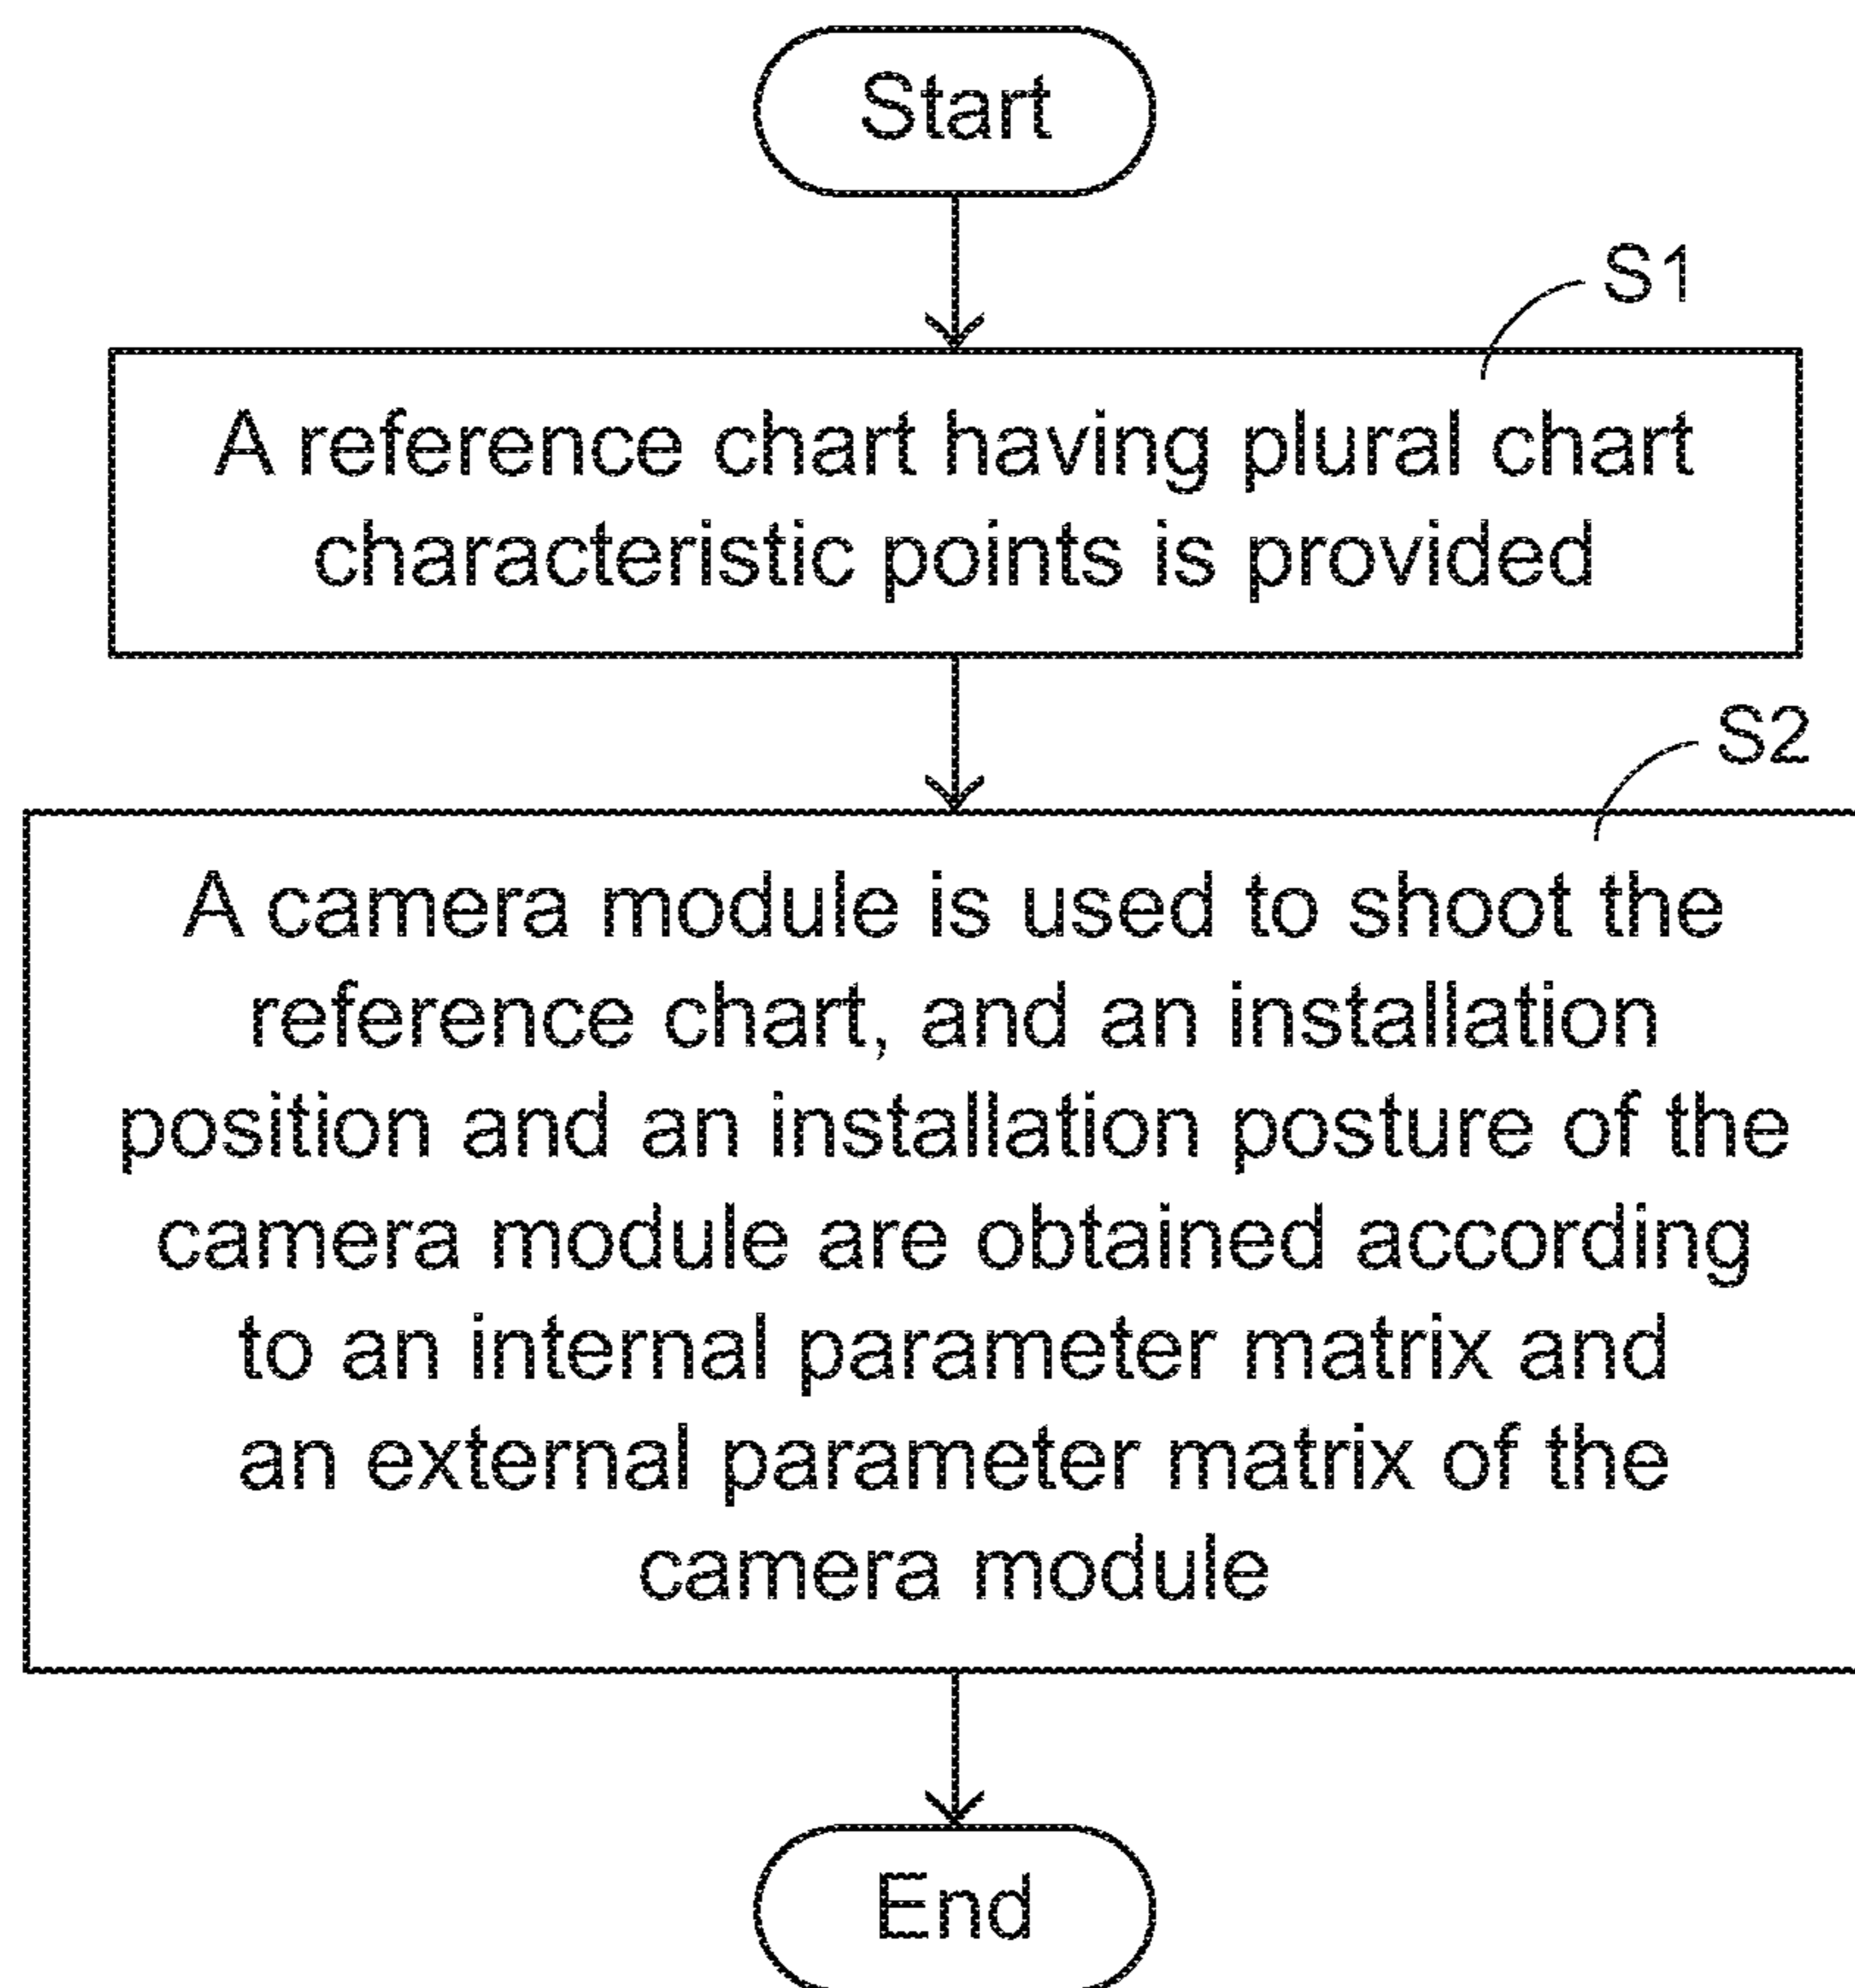 Start
S1
A reference chart having plural chart
characteristic points is provided
S2
A camera module is used to shoot the
reference chart, and an installation
position and an installation posture of the
camera module are obtained according
to an internal parameter matrix and
an external parameter matrix of the
camera module
End